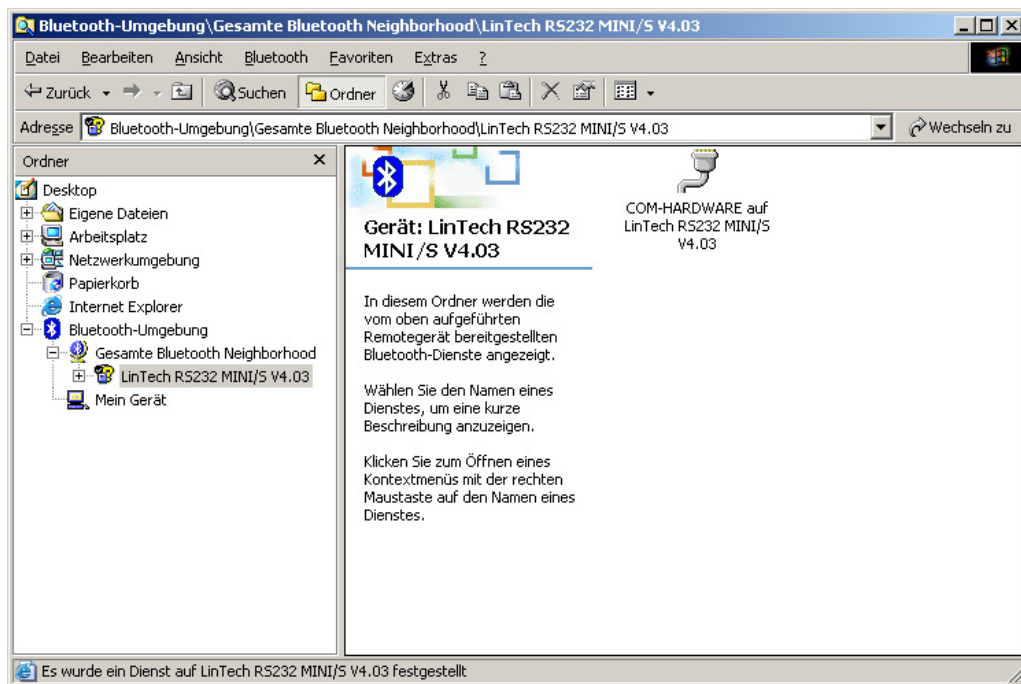 Bluetooth-Umgebung\Gesamte Bluetooth Neighborhood\LinTech RS232 MINI/S V4.03
Datei Bearbeiten Ansicht Bluetooth Favoriten Extras ?
Zurück Suchen Ordner
Adresse Bluetooth-Umgebung\Gesamte Bluetooth Neighborhood\LinTech RS232 MINI/S V4.03 Wechseln zu
Ordner
Desktop
Eigene Dateien
Arbeitsplatz
Netzwerkumgebung
Papierkorb
Internet Explorer
Bluetooth-Umgebung
Gesamte Bluetooth Neighborhood
LinTech RS232 MINI/S V4.03
Mein Gerät
Gerät: LinTech RS232
MINI/S V4.03
In diesem Ordner werden die
vom oben aufgeführten
Remotegerät bereitgestellten
Bluetooth-Dienste angezeigt.
Wählen Sie den Namen eines
Dienstes, um eine kurze
Beschreibung anzuzeigen.
Klicken Sie zum Öffnen eines
Kontextmenüs mit der rechten
Maustaste auf den Namen eines
Dienstes.
COM-HARDWARE auf
LinTech RS232 MINI/S
V4.03
Es wurde ein Dienst auf LinTech RS232 MINI/S V4.03 festgestellt